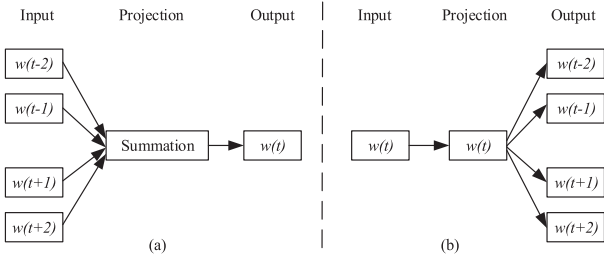 Input Projection Output
w(t-2)
w(t-1)
w(t+1)
w(t+2)
Summation
w(t)
(a)
Input Projection Output
w(t)
w(t)
w(t-2)
w(t-1)
w(t+1)
w(t+2)
(b)